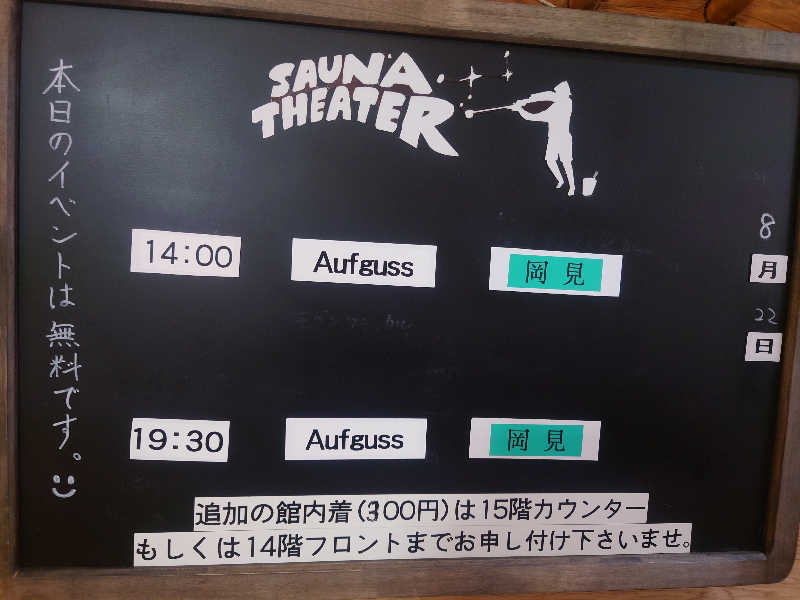 SAUNA
THEATER
本日のイベントは無料です。
8
月
22
日
14:00 Aufguss 岡見
19:30 Aufguss 岡見
追加の館内着(300円)は15階カウンター
もしくは14階フロントまでお申し付け下さいませ。